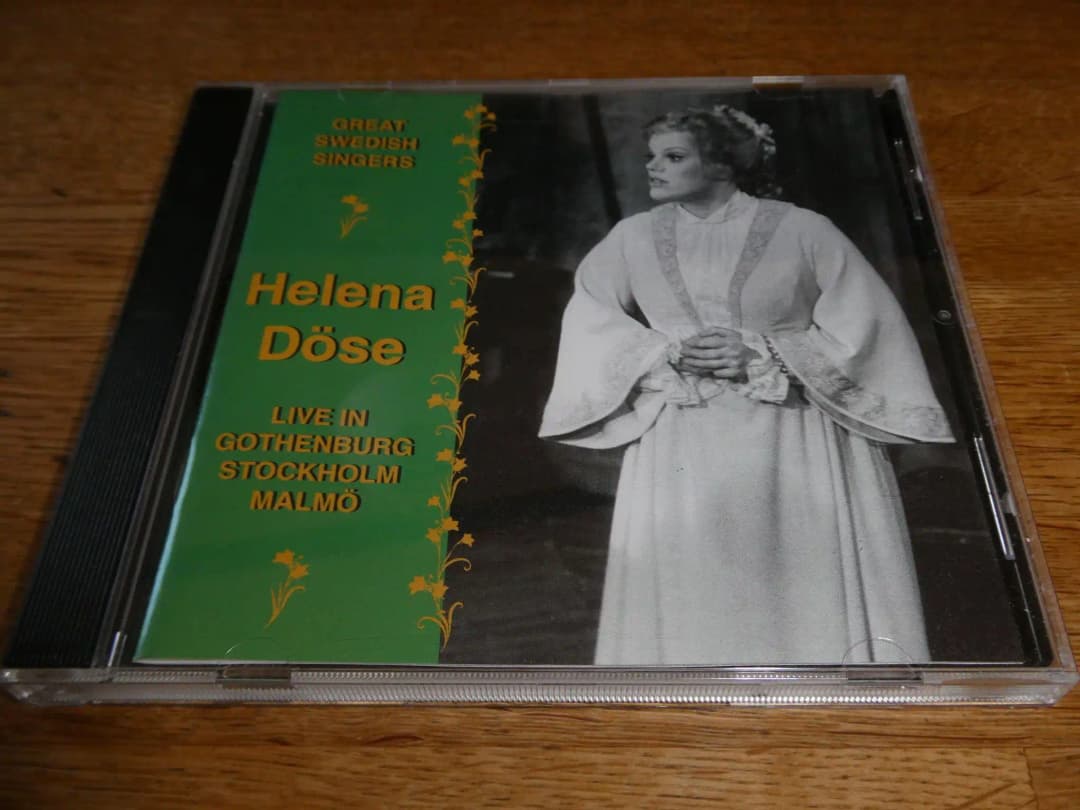 GREAT
SWEDISH
SINGERS
Helena
Döse
LIVE IN
GOTHENBURG
STOCKHOLM
MALMÖ